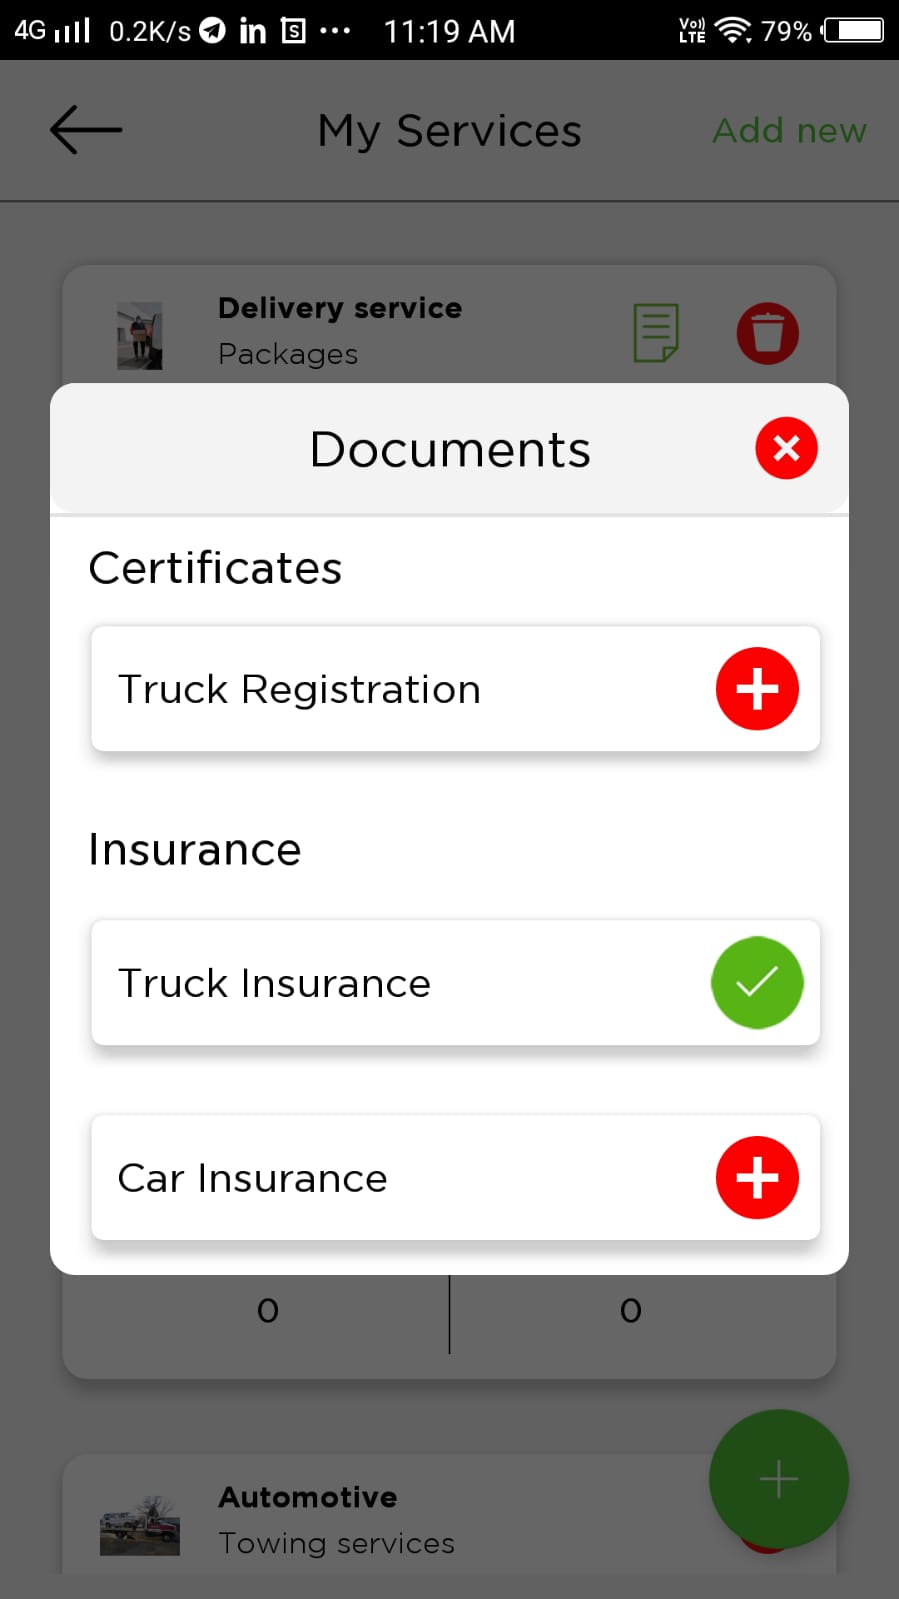 4G 0.2K/s in S ... 11:19 AM Vo)) LTE 79%
My Services Add new
Delivery service
Packages
Documents
Certificates
Truck Registration
Insurance
Truck Insurance
Car Insurance
0 0
Automotive
Towing services